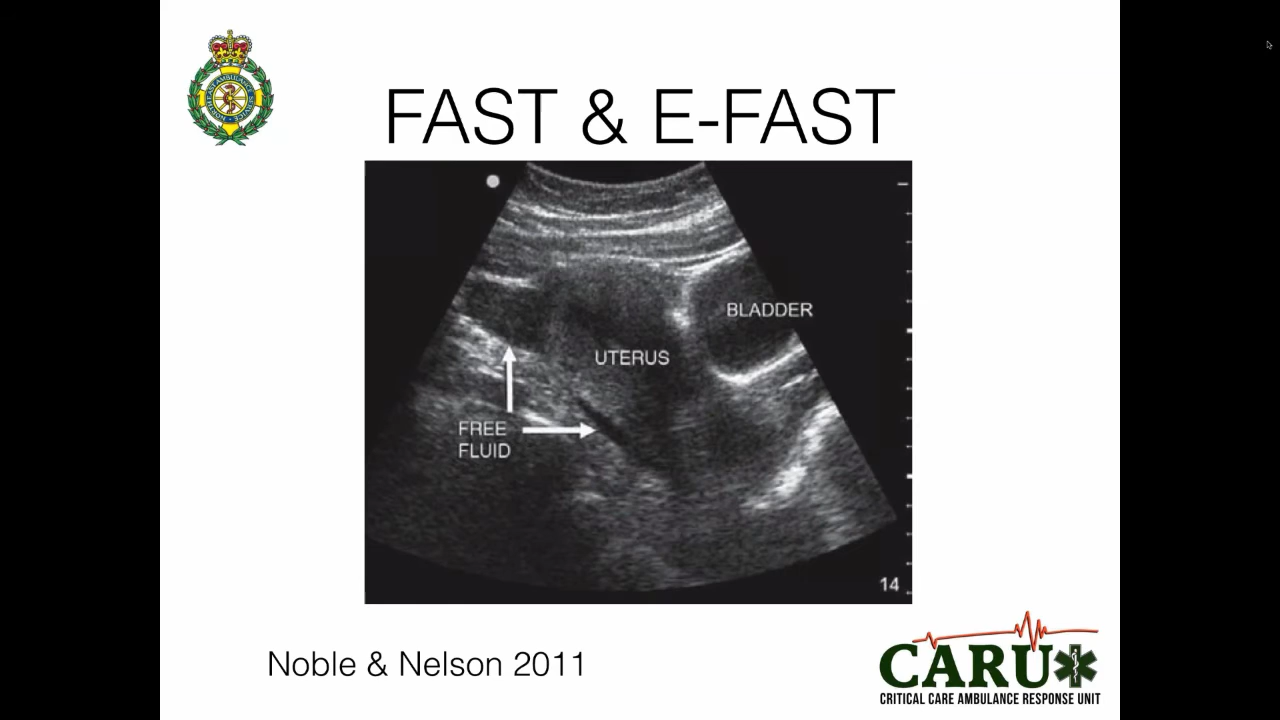 FAST & E-FAST
BLADDER
UTERUS
FREE
FLUID
14
Noble & Nelson 2011
CARU
CRITICAL CARE AMBULANCE RESPONSE UNIT